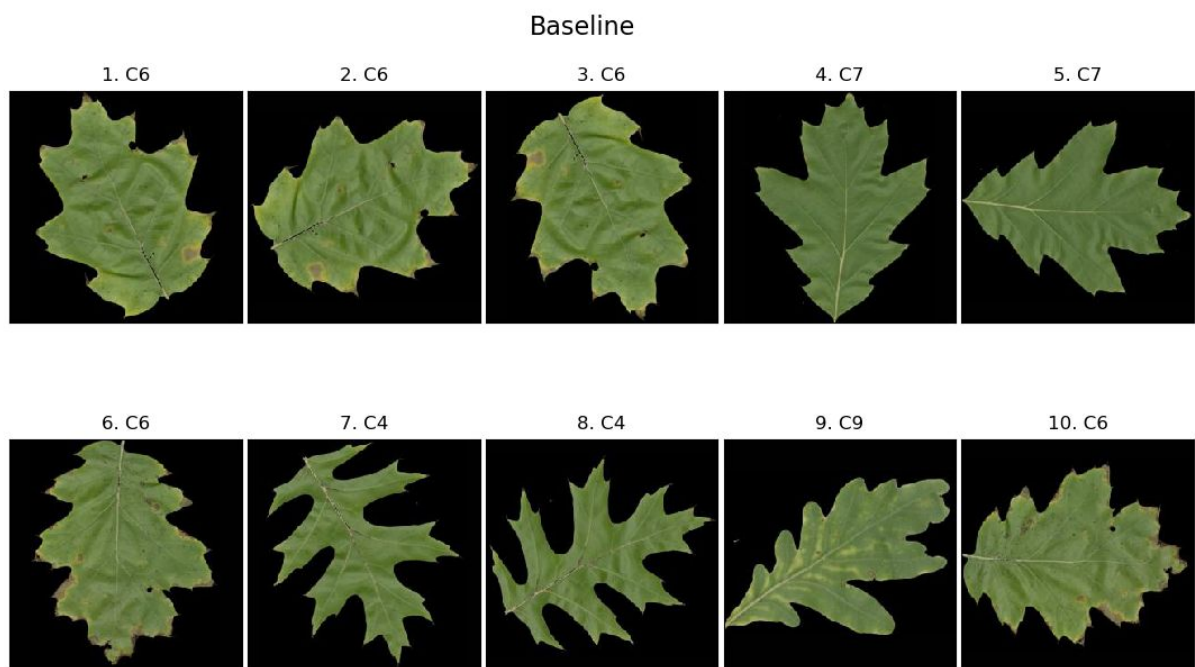 Baseline
1. C6
2. C6
3. C6
4. C7
5. C7
6. C6
7. C4
8. C4
9. C9
10. C6